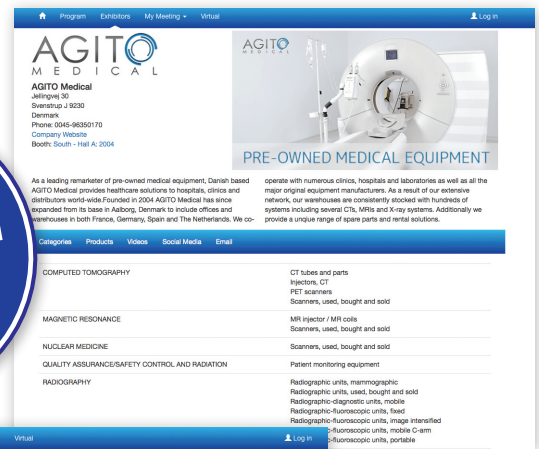 Program Exhibitors My Meeting Virtual Log in
AGITO
MEDICAL
AGITO Medical
Jellingvej 30
Svenstrup J 9230
Denmark
Phone: 0045-96350170
Company Website
Booth: South - Hall A: 2004
AGITO
MEDICAL
PRE-OWNED MEDICAL EQUIPMENT
As a leading remarketer of pre-owned medical equipment, Danish based
AGITO Medical provides healthcare solutions to hospitals, clinics and
distributors world-wide.Founded in 2004 AGITO Medical has since
expanded from its base in Aalborg, Denmark to include offices and
warehouses in both France, Germany, Spain and The Netherlands. We co-
operate with numerous clinics, hospitals and laboratories as well as all the
major original equipment manufacturers. As a result of our extensive
network, our warehouses are consistently stocked with hundreds of
systems including several CTs, MRIs and X-ray systems. Additionally we
provide a unqiue range of spare parts and rental solutions.
Categories Products Videos Social Media Email
COMPUTED TOMOGRAPHY
CT tubes and parts
Injectors, CT
PET scanners
Scanners, used, bought and sold
MAGNETIC RESONANCE
MR injector / MR coils
Scanners, used, bought and sold
NUCLEAR MEDICINE
Scanners, used, bought and sold
QUALITY ASSURANCE/SAFETY CONTROL AND RADIATION
Patient monitoring equipment
RADIOGRAPHY
Radiographic units, mammographic
Radiographic units, used, bought and sold
Radiographic-diagnostic units, mobile
Radiographic-fluoroscopic units, fixed
Radiographic-fluoroscopic units, image intensified
c-fluoroscopic units, mobile C-arm
c-fluoroscopic units, portable
Virtual Log in